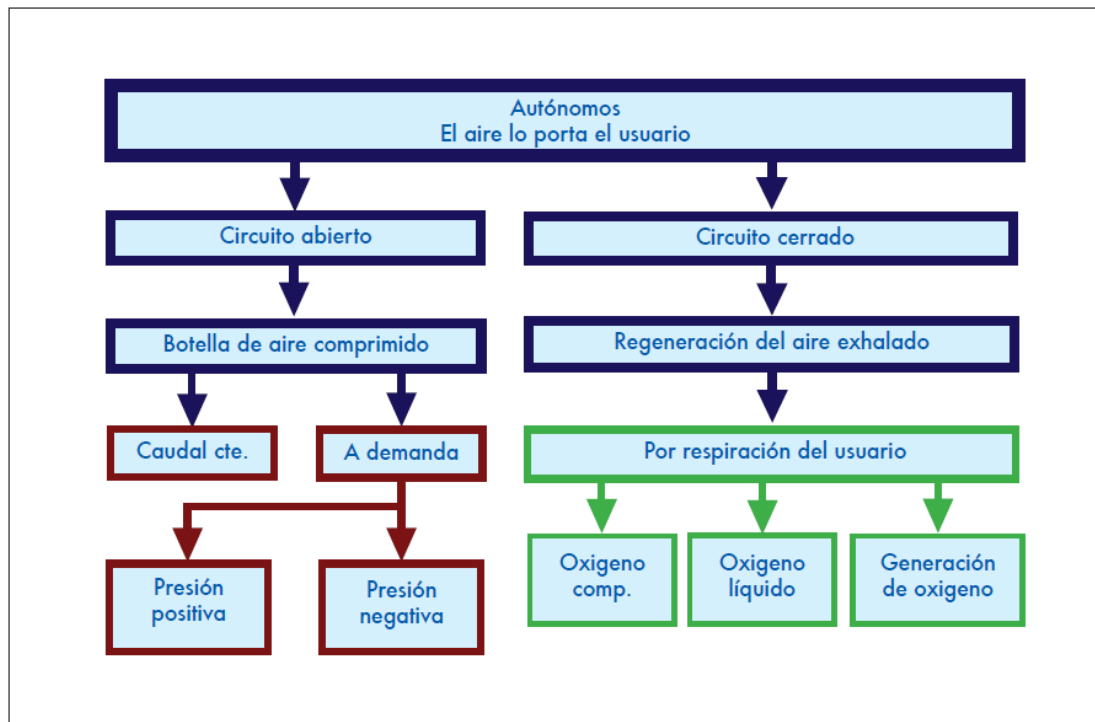 Autónomos
El aire lo porta el usuario
Circuito abierto
Circuito cerrado
Botella de aire comprimido
Regeneración del aire exhalado
Caudal cte.
A demanda
Por respiración del usuario
Presión
positiva
Presión
negativa
Oxigeno
comp.
Oxigeno
líquido
Generación
de oxigeno